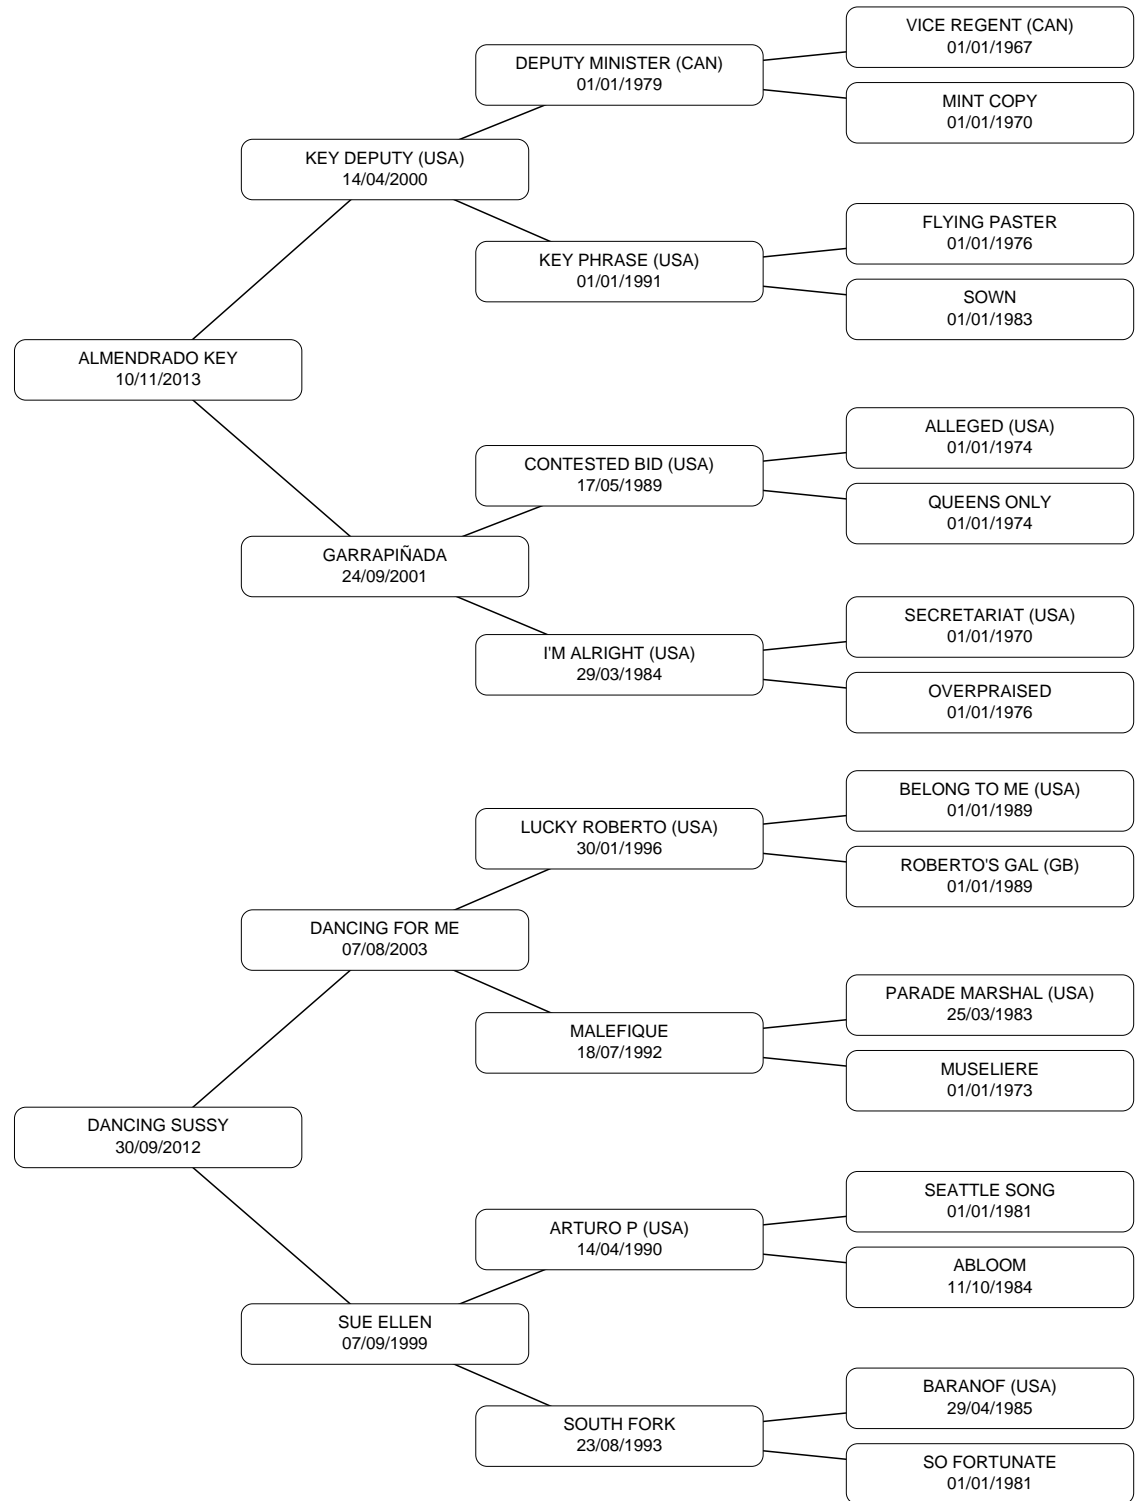 VICE REGENT (CAN)
01/01/1967
DEPUTY MINISTER (CAN)
01/01/1979
MINT COPY
01/01/1970
KEY DEPUTY (USA)
14/04/2000
FLYING PASTER
01/01/1976
KEY PHRASE (USA)
01/01/1991
SOWN
01/01/1983
ALMENDRADO KEY
10/11/2013
ALLEGED (USA)
01/01/1974
CONTESTED BID (USA)
17/05/1989
QUEENS ONLY
01/01/1974
GARRAPIÑADA
24/09/2001
SECRETARIAT (USA)
01/01/1970
I'M ALRIGHT (USA)
29/03/1984
OVERPRAISED
01/01/1976
BELONG TO ME (USA)
01/01/1989
LUCKY ROBERTO (USA)
30/01/1996
ROBERTO'S GAL (GB)
01/01/1989
DANCING FOR ME
07/08/2003
PARADE MARSHAL (USA)
25/03/1983
MALEFIQUE
18/07/1992
MUSELIERE
01/01/1973
DANCING SUSSY
30/09/2012
SEATTLE SONG
01/01/1981
ARTURO P (USA)
14/04/1990
ABLOOM
11/10/1984
SUE ELLEN
07/09/1999
BARANOF (USA)
29/04/1985
SOUTH FORK
23/08/1993
SO FORTUNATE
01/01/1981